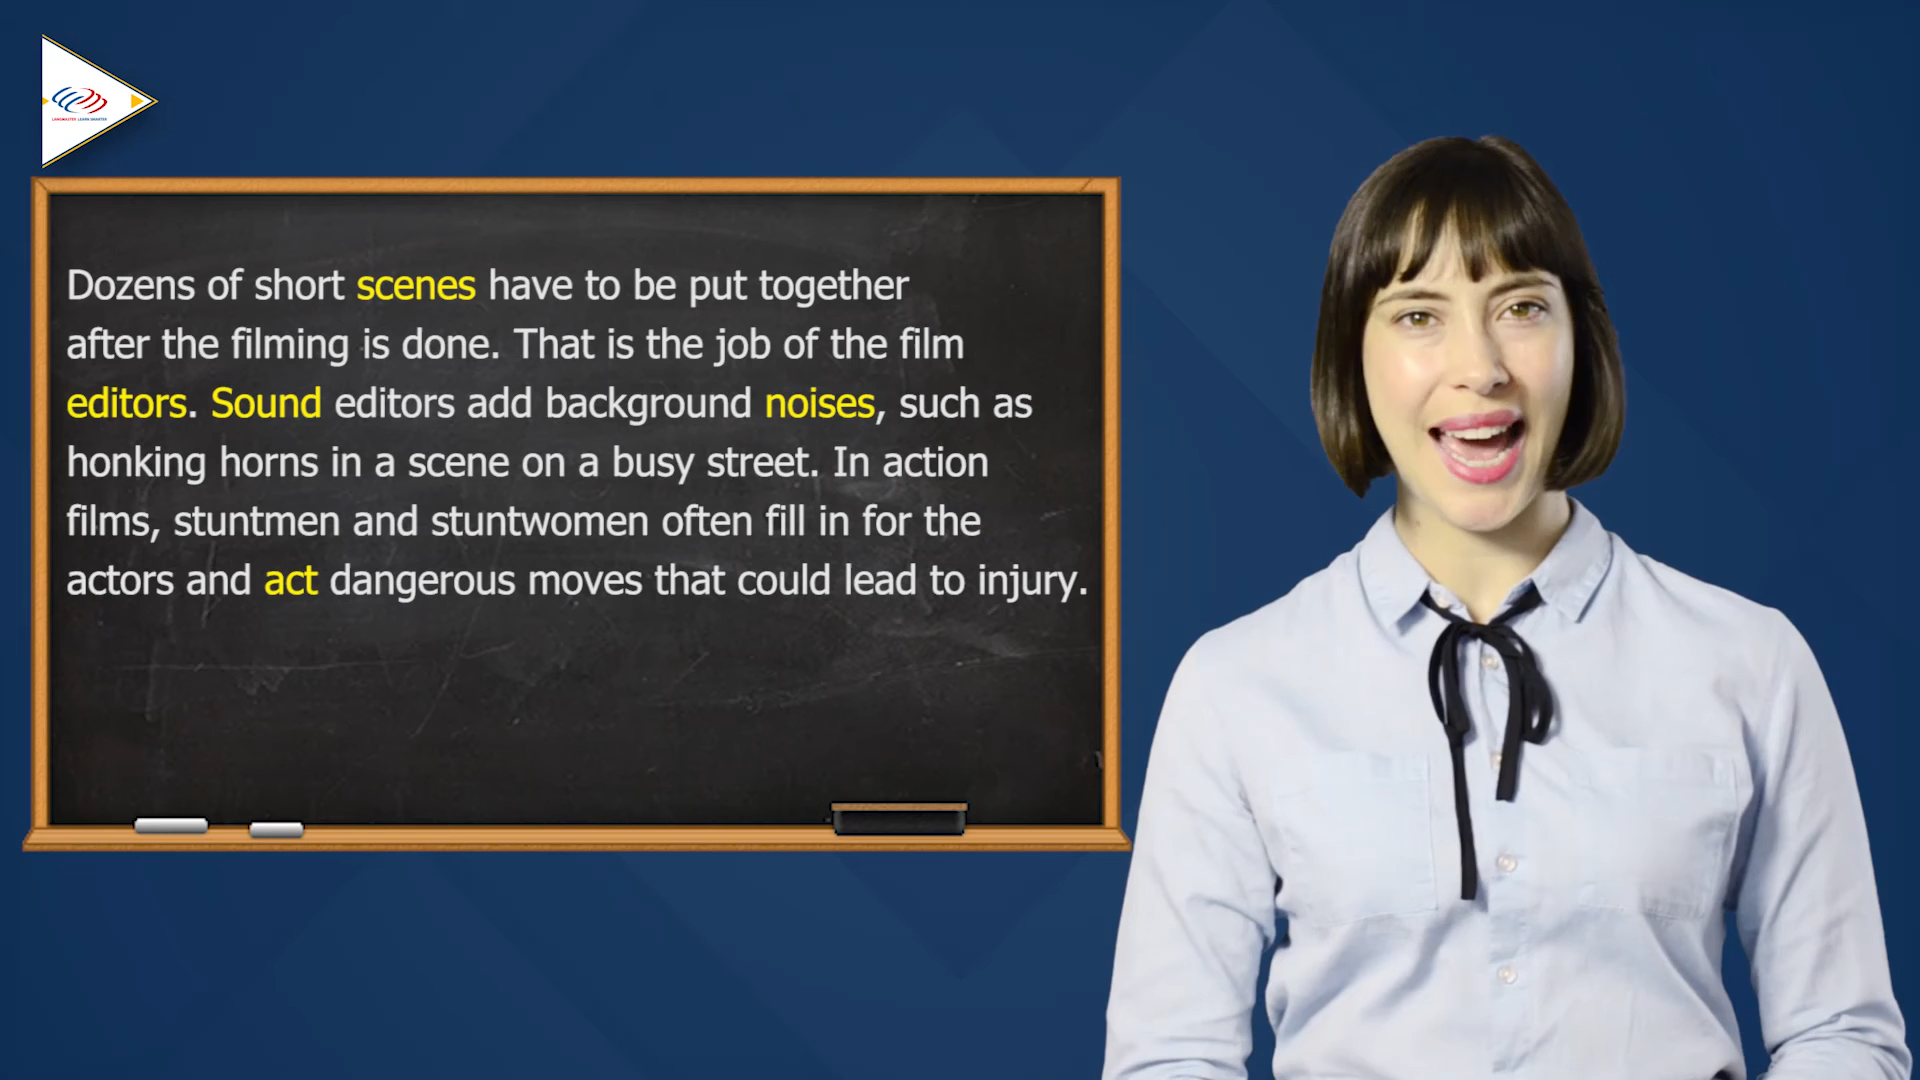 LANGMASTER LEARN SMARTER
Dozens of short scenes have to be put together
after the filming is done. That is the job of the film
editors. Sound editors add background noises, such as
honking horns in a scene on a busy street. In action
films, stuntmen and stuntwomen often fill in for the
actors and act dangerous moves that could lead to injury.